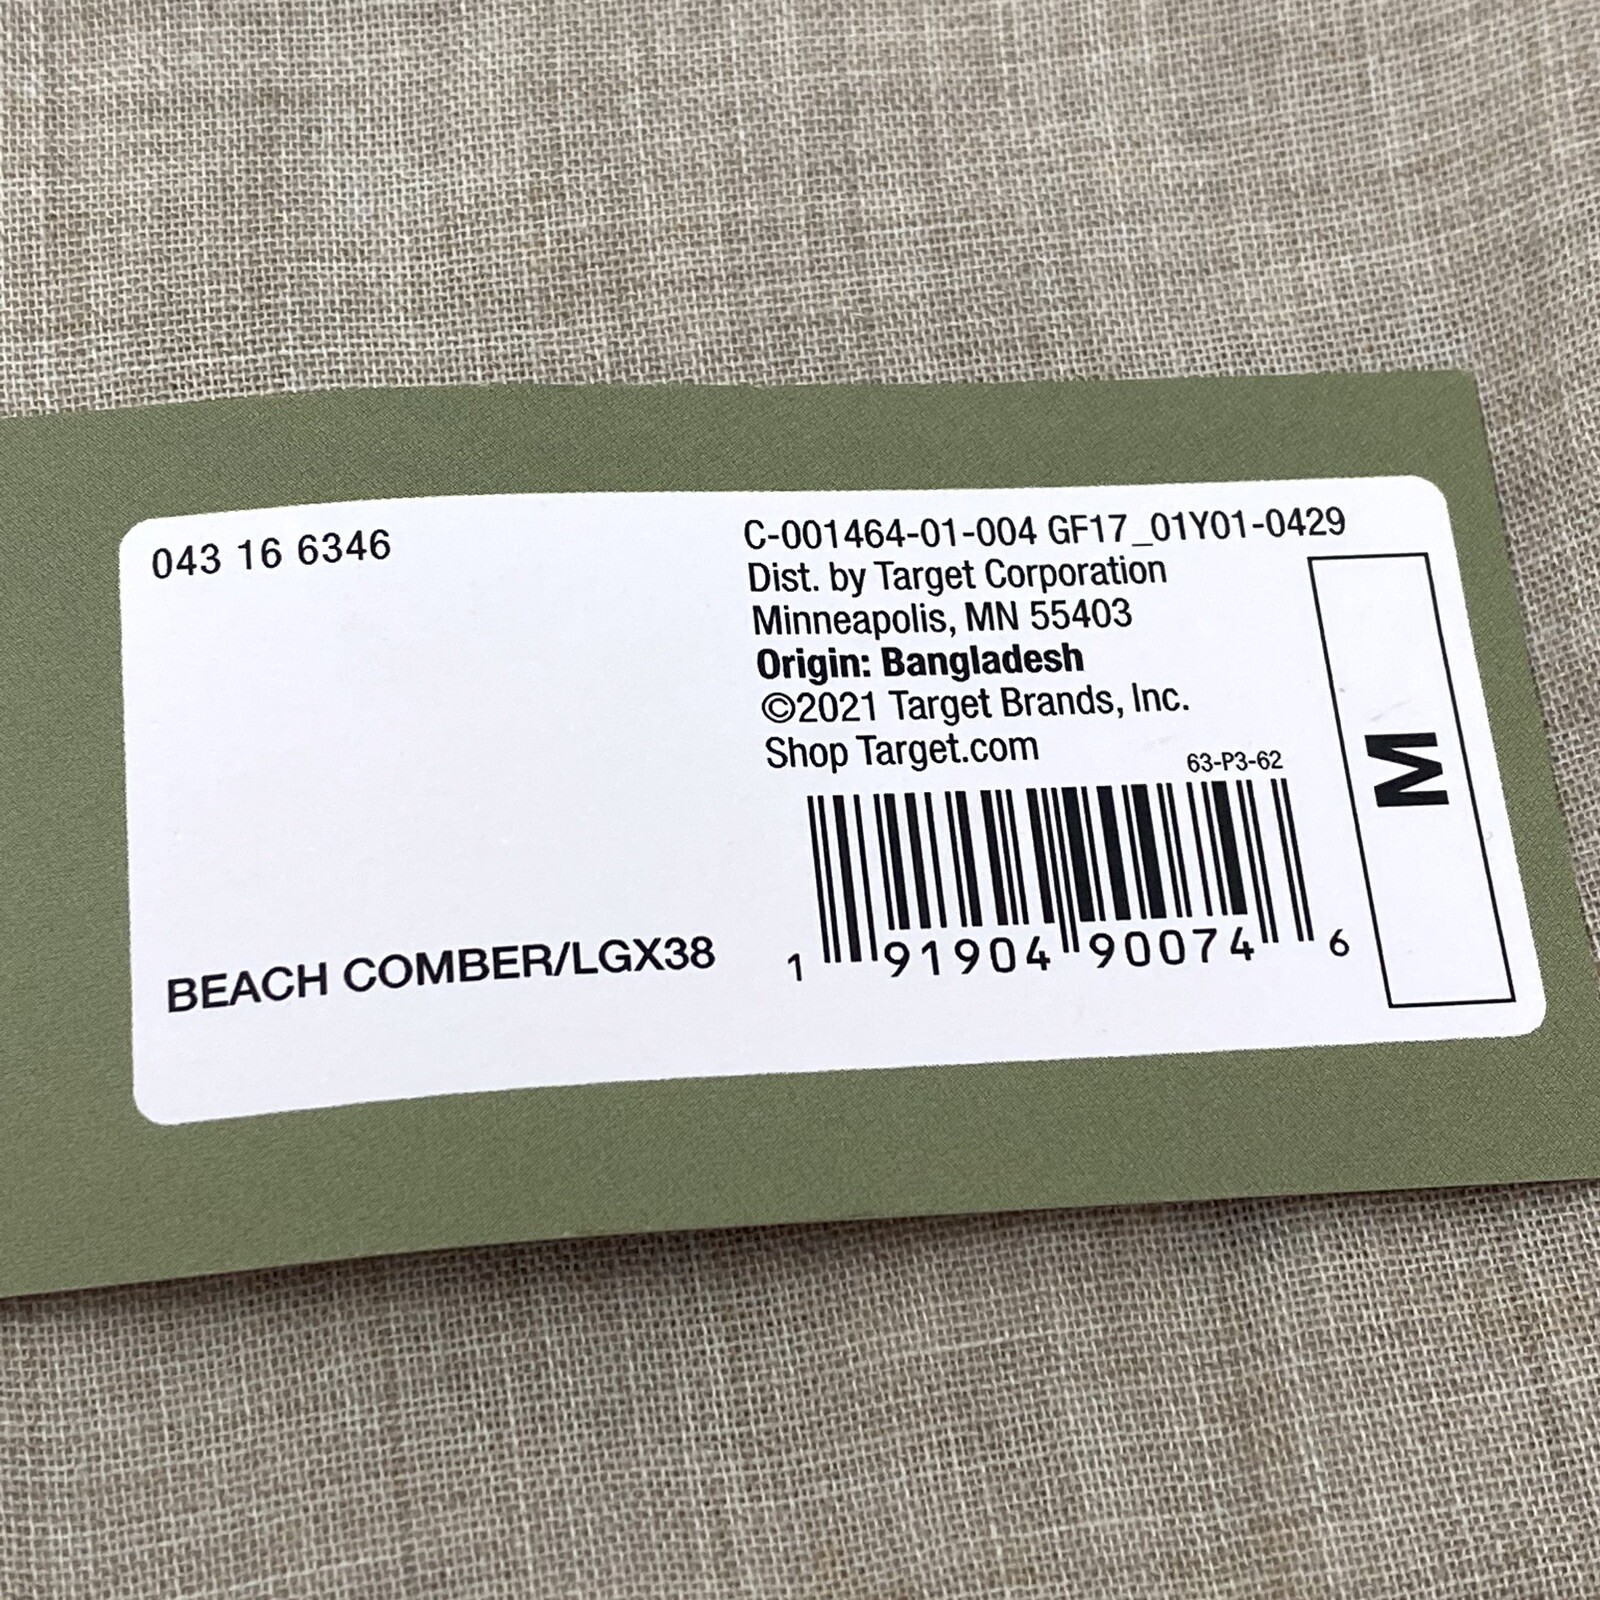 043 16 6346
C-001464-01-004 GF17_01Y01-0429
Dist. by Target Corporation
Minneapolis, MN 55403
Origin: Bangladesh
©2021 Target Brands, Inc.
Shop Target.com
63-P3-62
M
BEACH COMBER/LGX38
1 91904 90074 6